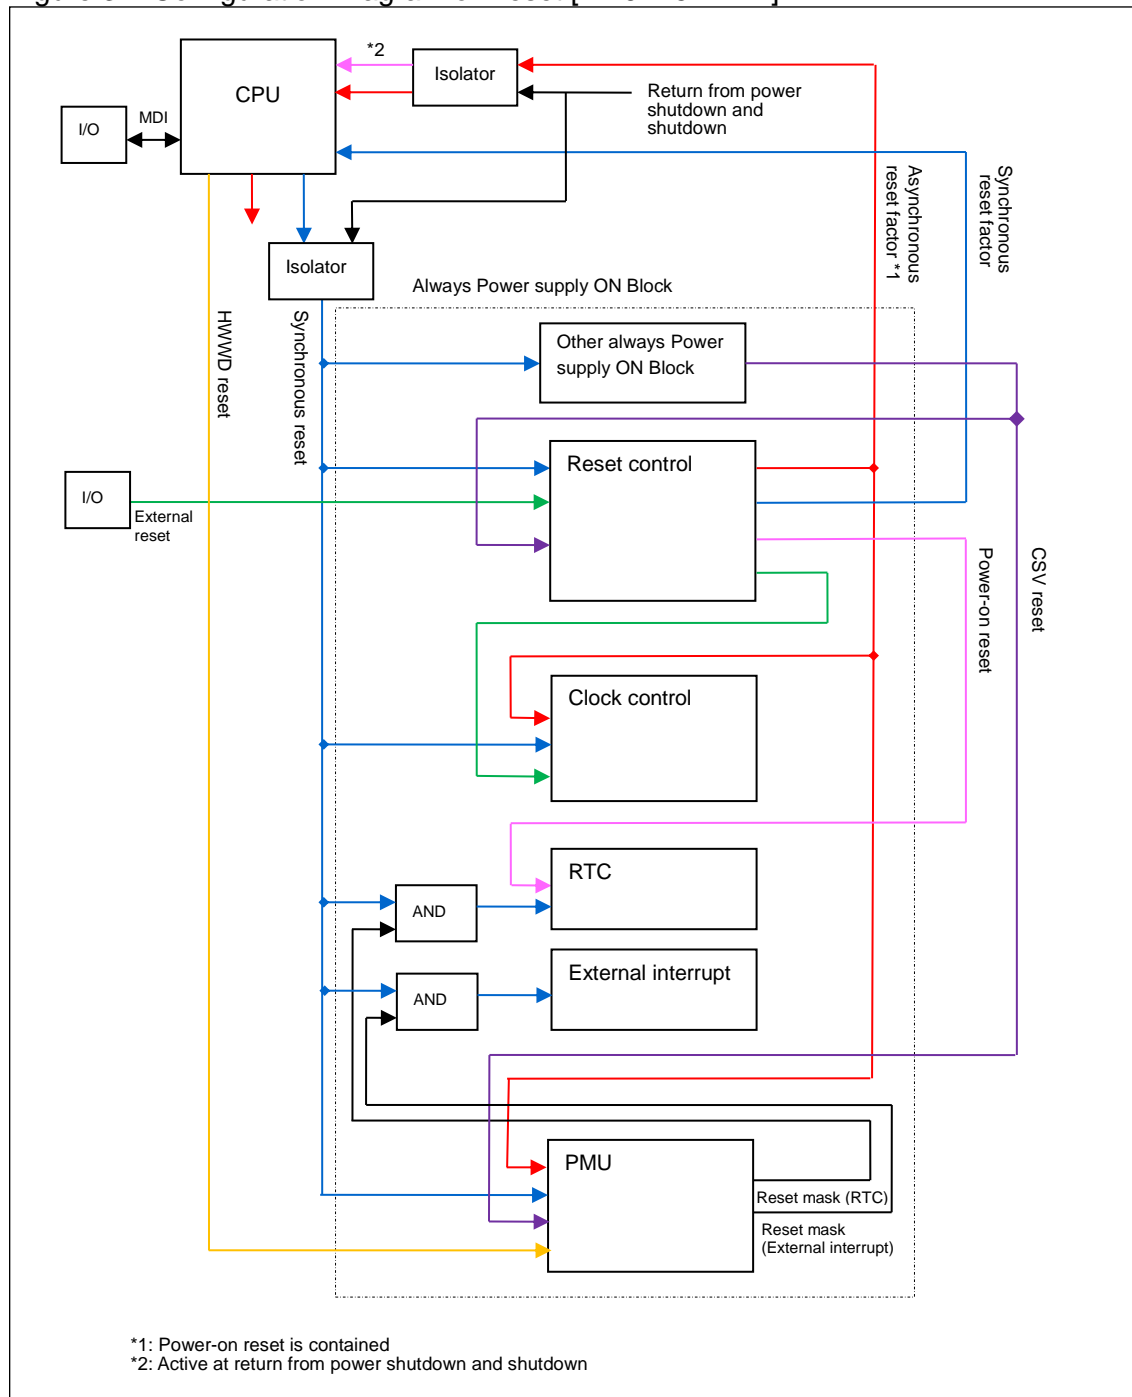 *2
Isolator
CPU
Return from power
shutdown and
shutdown
I/O
MDI
Asynchronous
reset factor *1
Synchronous
reset factor
Isolator
Always Power supply ON Block
HWWD reset
Synchronous reset
Other always Power
supply ON Block
Reset control
I/O
External
reset
Power-on reset
CSV reset
Clock control
RTC
AND
External interrupt
AND
PMU
Reset mask (RTC)
Reset mask
(External interrupt)
*1: Power-on reset is contained
*2: Active at return from power shutdown and shutdown